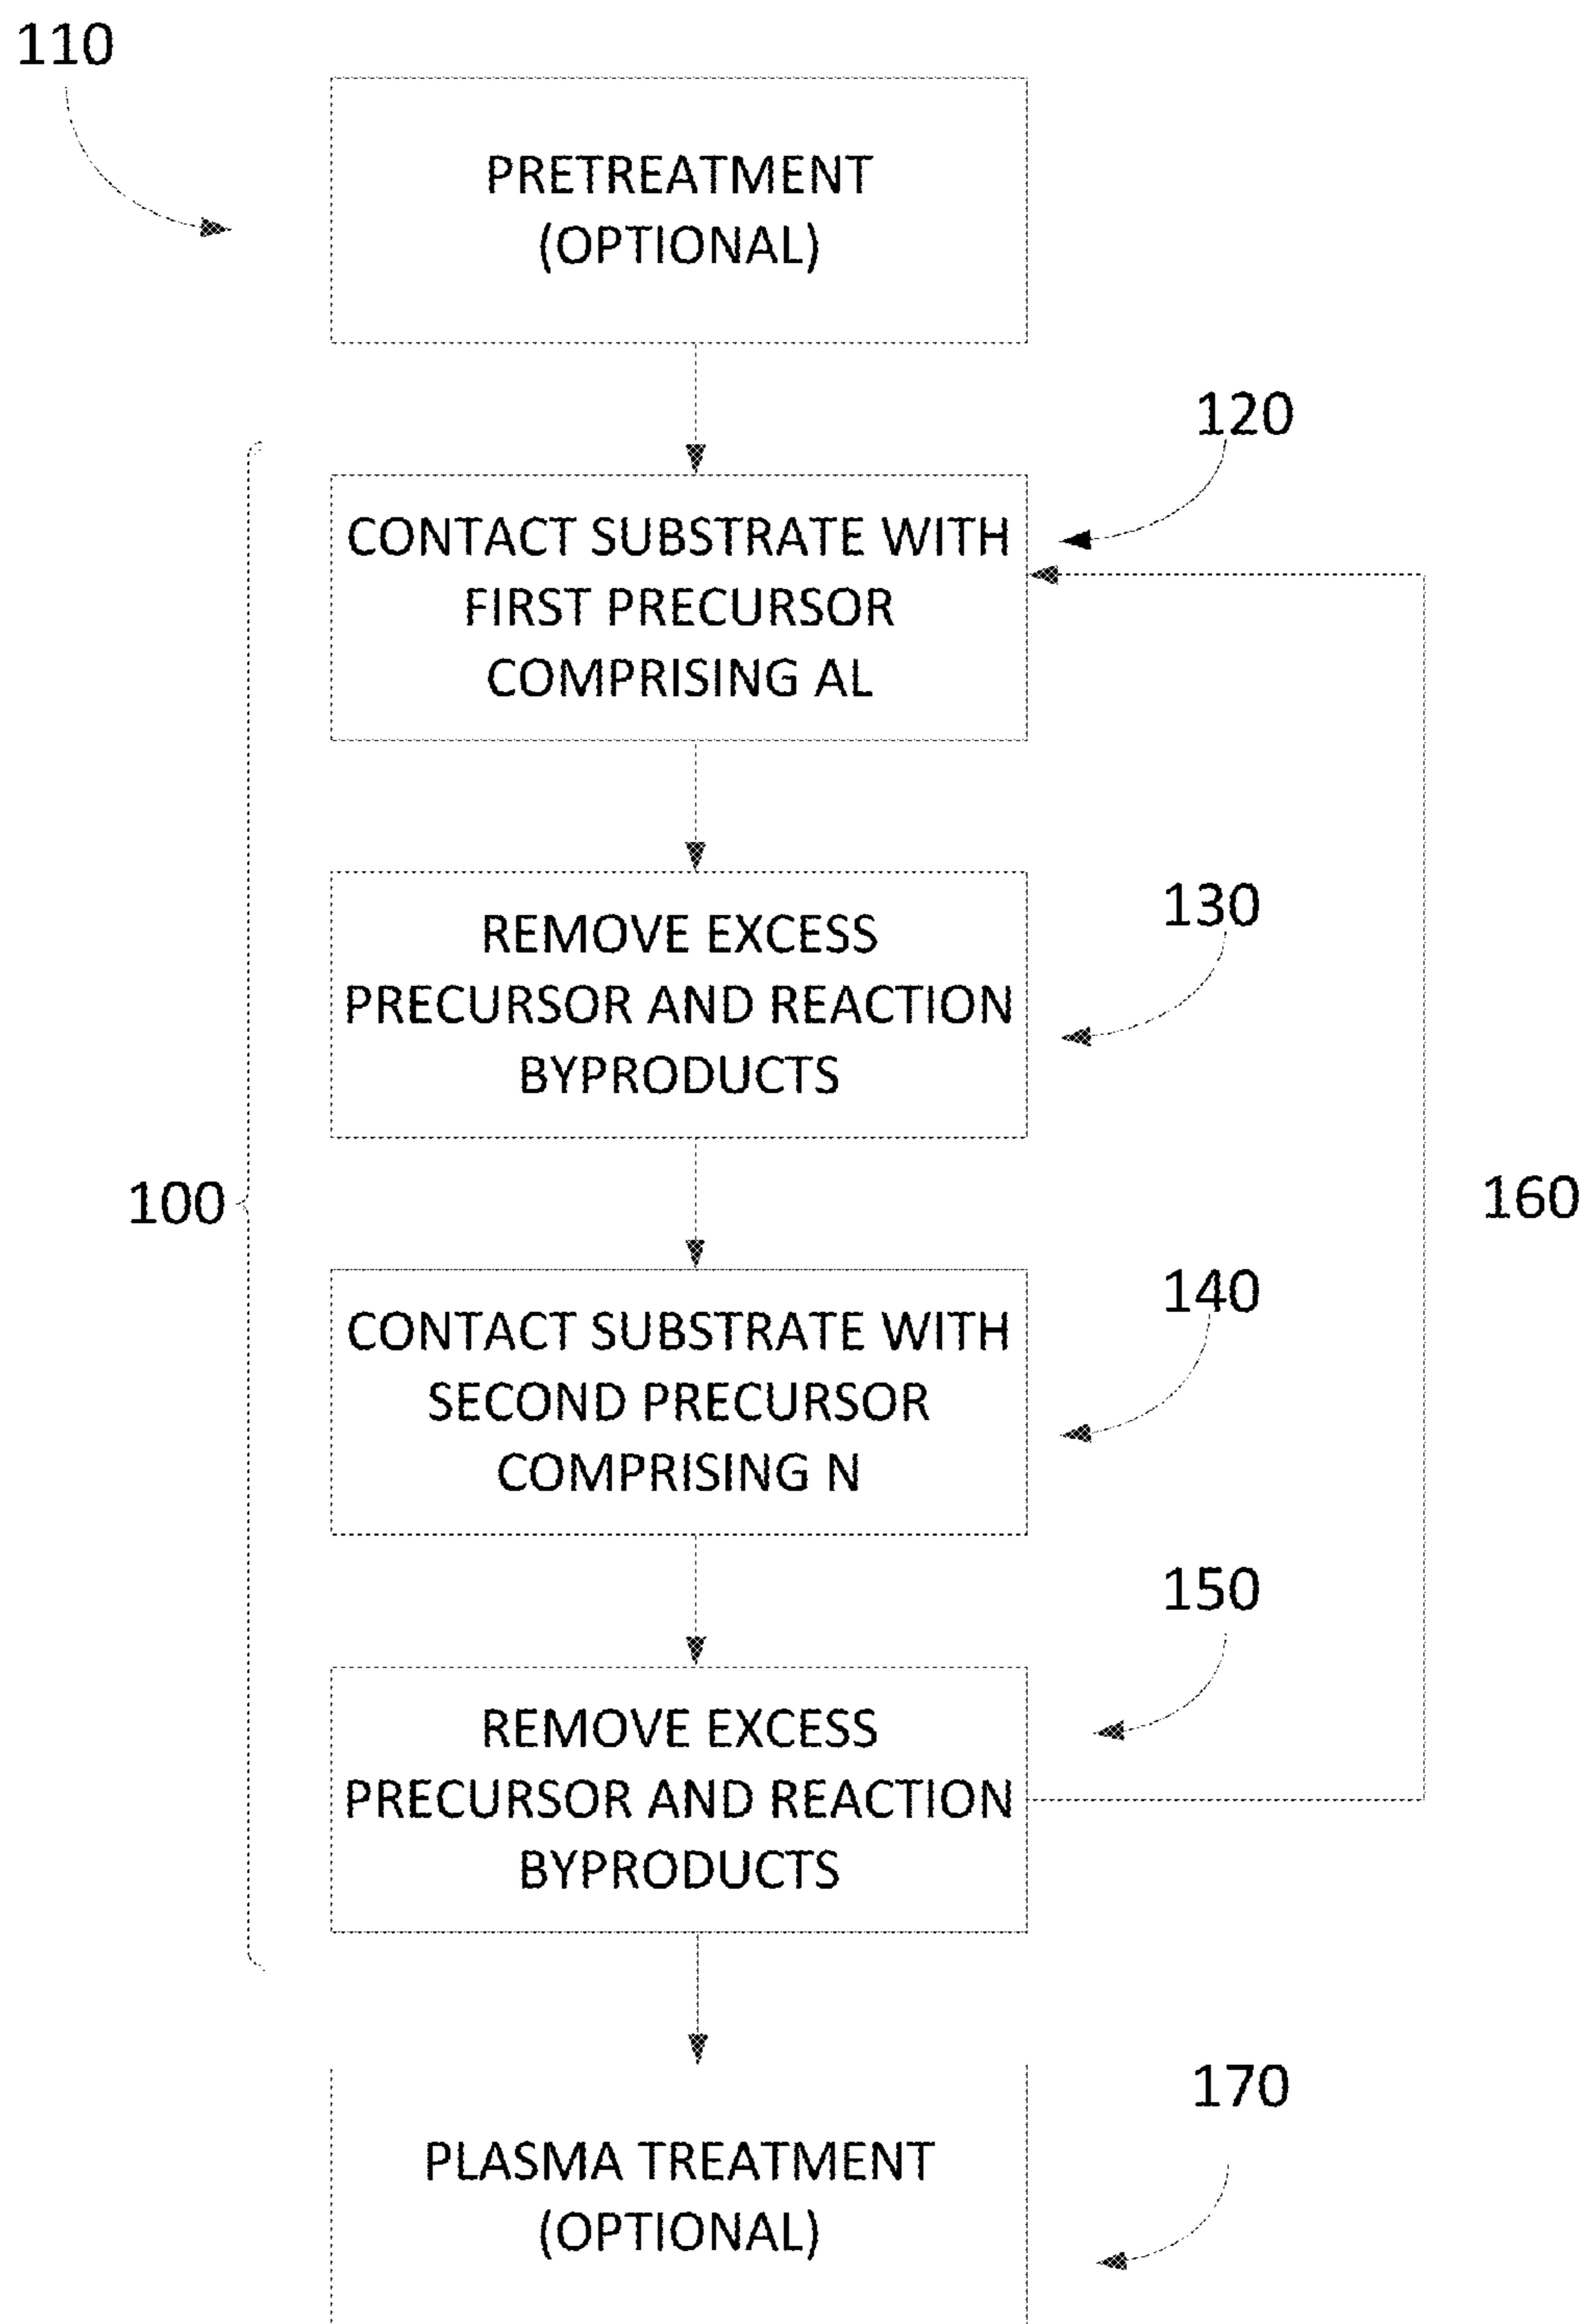 110
PRETREATMENT
(OPTIONAL)
120
CONTACT SUBSTRATE WITH
FIRST PRECURSOR
COMPRISING AL
130
REMOVE EXCESS
PRECURSOR AND REACTION
BYPRODUCTS
100
160
140
CONTACT SUBSTRATE WITH
SECOND PRECURSOR
COMPRISING N
150
REMOVE EXCESS
PRECURSOR AND REACTION
BYPRODUCTS
170
PLASMA TREATMENT
(OPTIONAL)